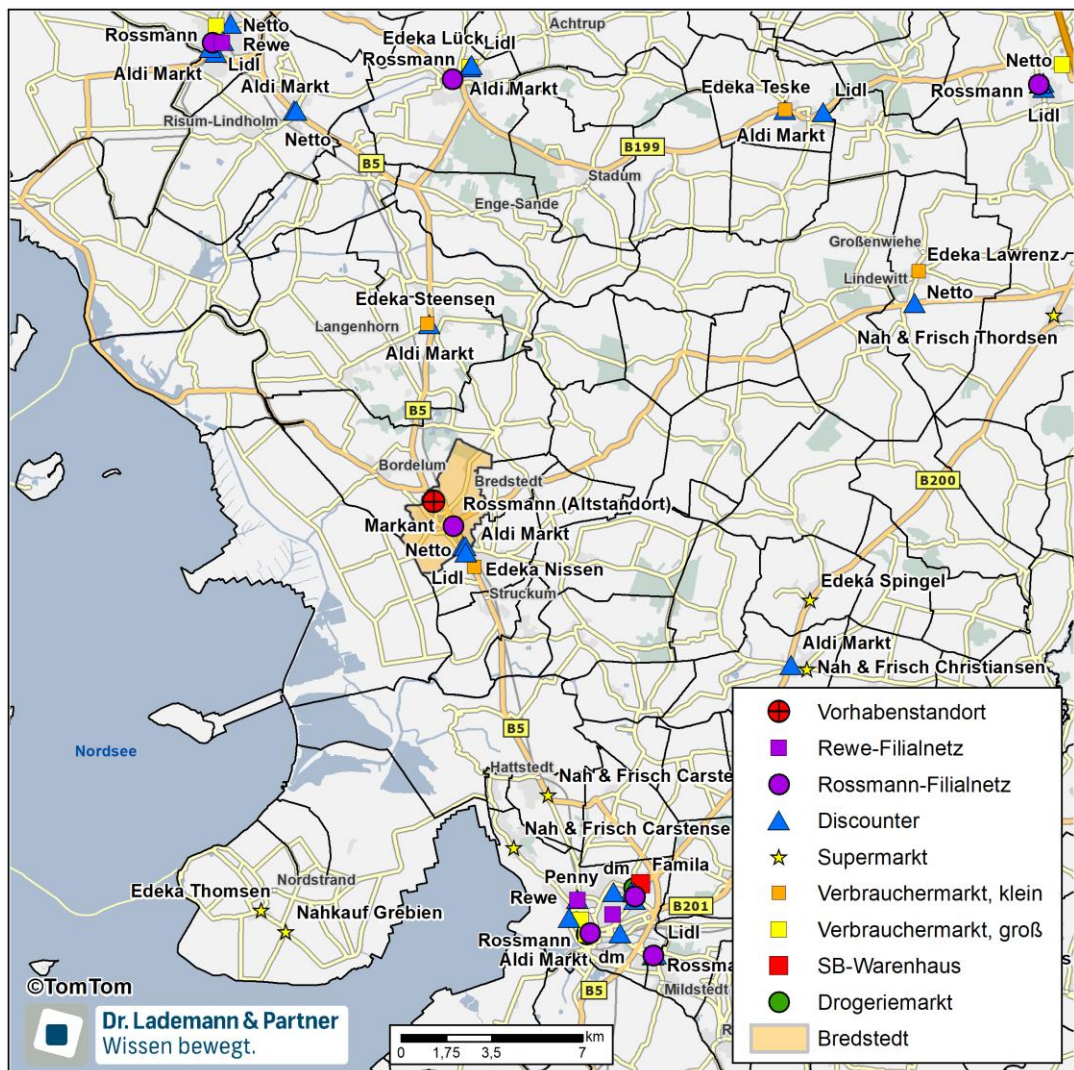 Achtrup
Netto
Rossmann
Rewe
Edeka Lück
Lidl
Rossmann
Netto
Aldi Markt
Lidl
Aldi Markt
Edeka Teske
Lidl
Rossmann
Aldi Markt
Risum-Lindholm
Netto
Aldi Markt
Lidl
B199
B5
Stadum
Enge-Sande
Großenwiehe
Edeka Lawrenz
Lindewitt
Netto
Edeka Steensen
Langenhorn
Aldi Markt
Nah & Frisch Thordsen
B5
Bordelum
Bredstedt
B200
Rossmann (Altstandort)
Markant
Aldi Markt
Netto
Lidl
Edeka Nissen
Struckum
Edeka Spingel
Aldi Markt
Nah & Frisch Christiansen
B5
Nordsee
Hattstedt
Nah & Frisch Carste
Nah & Frisch Carstense
Penny
dm
Famila
Edeka Thomsen
Nordstrand
Rewe
Nahkauf Grebien
B201
Rossmann
Lidl
Aldi Markt
dm
Rossma
B5
Mildstedt
Vorhabenstandort
Rewe-Filialnetz
Rossmann-Filialnetz
Discounter
Supermarkt
Verbrauchermarkt, klein
Verbrauchermarkt, groß
SB-Warenhaus
Drogeriemarkt
Bredstedt
©TomTom
Dr. Lademann & Partner
Wissen bewegt.
km
0 1,75 3,5 7